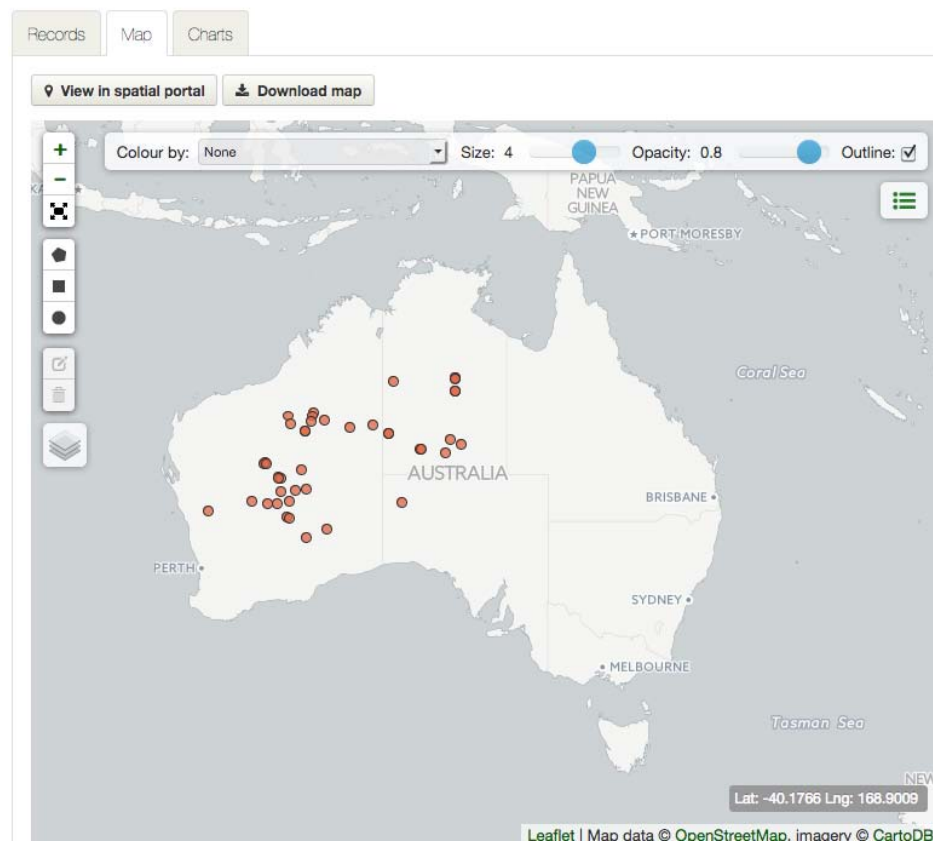 Records Map Charts
View in spatial portal Download map
+ Colour by: None Size: 4 Opacity: 0.8 Outline:
−
PAPUA
NEW
GUINEA
PORT MORESBY
Coral Sea
AUSTRALIA
BRISBANE
PERTH
SYDNEY
MELBOURNE
Tasman Sea
NEW
Lat: -40.1766 Lng: 168.9009
Leaflet | Map data © OpenStreetMap, imagery © CartoDB